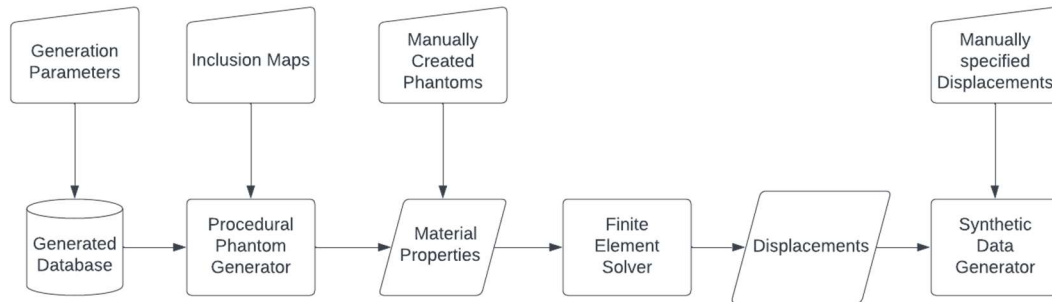 Generation
Parameters
Inclusion Maps
Manually
Created
Phantoms
Manually
specified
Displacements
Generated
Database
Procedural
Phantom
Generator
Material
Properties
Finite
Element
Solver
Displacements
Synthetic
Data
Generator